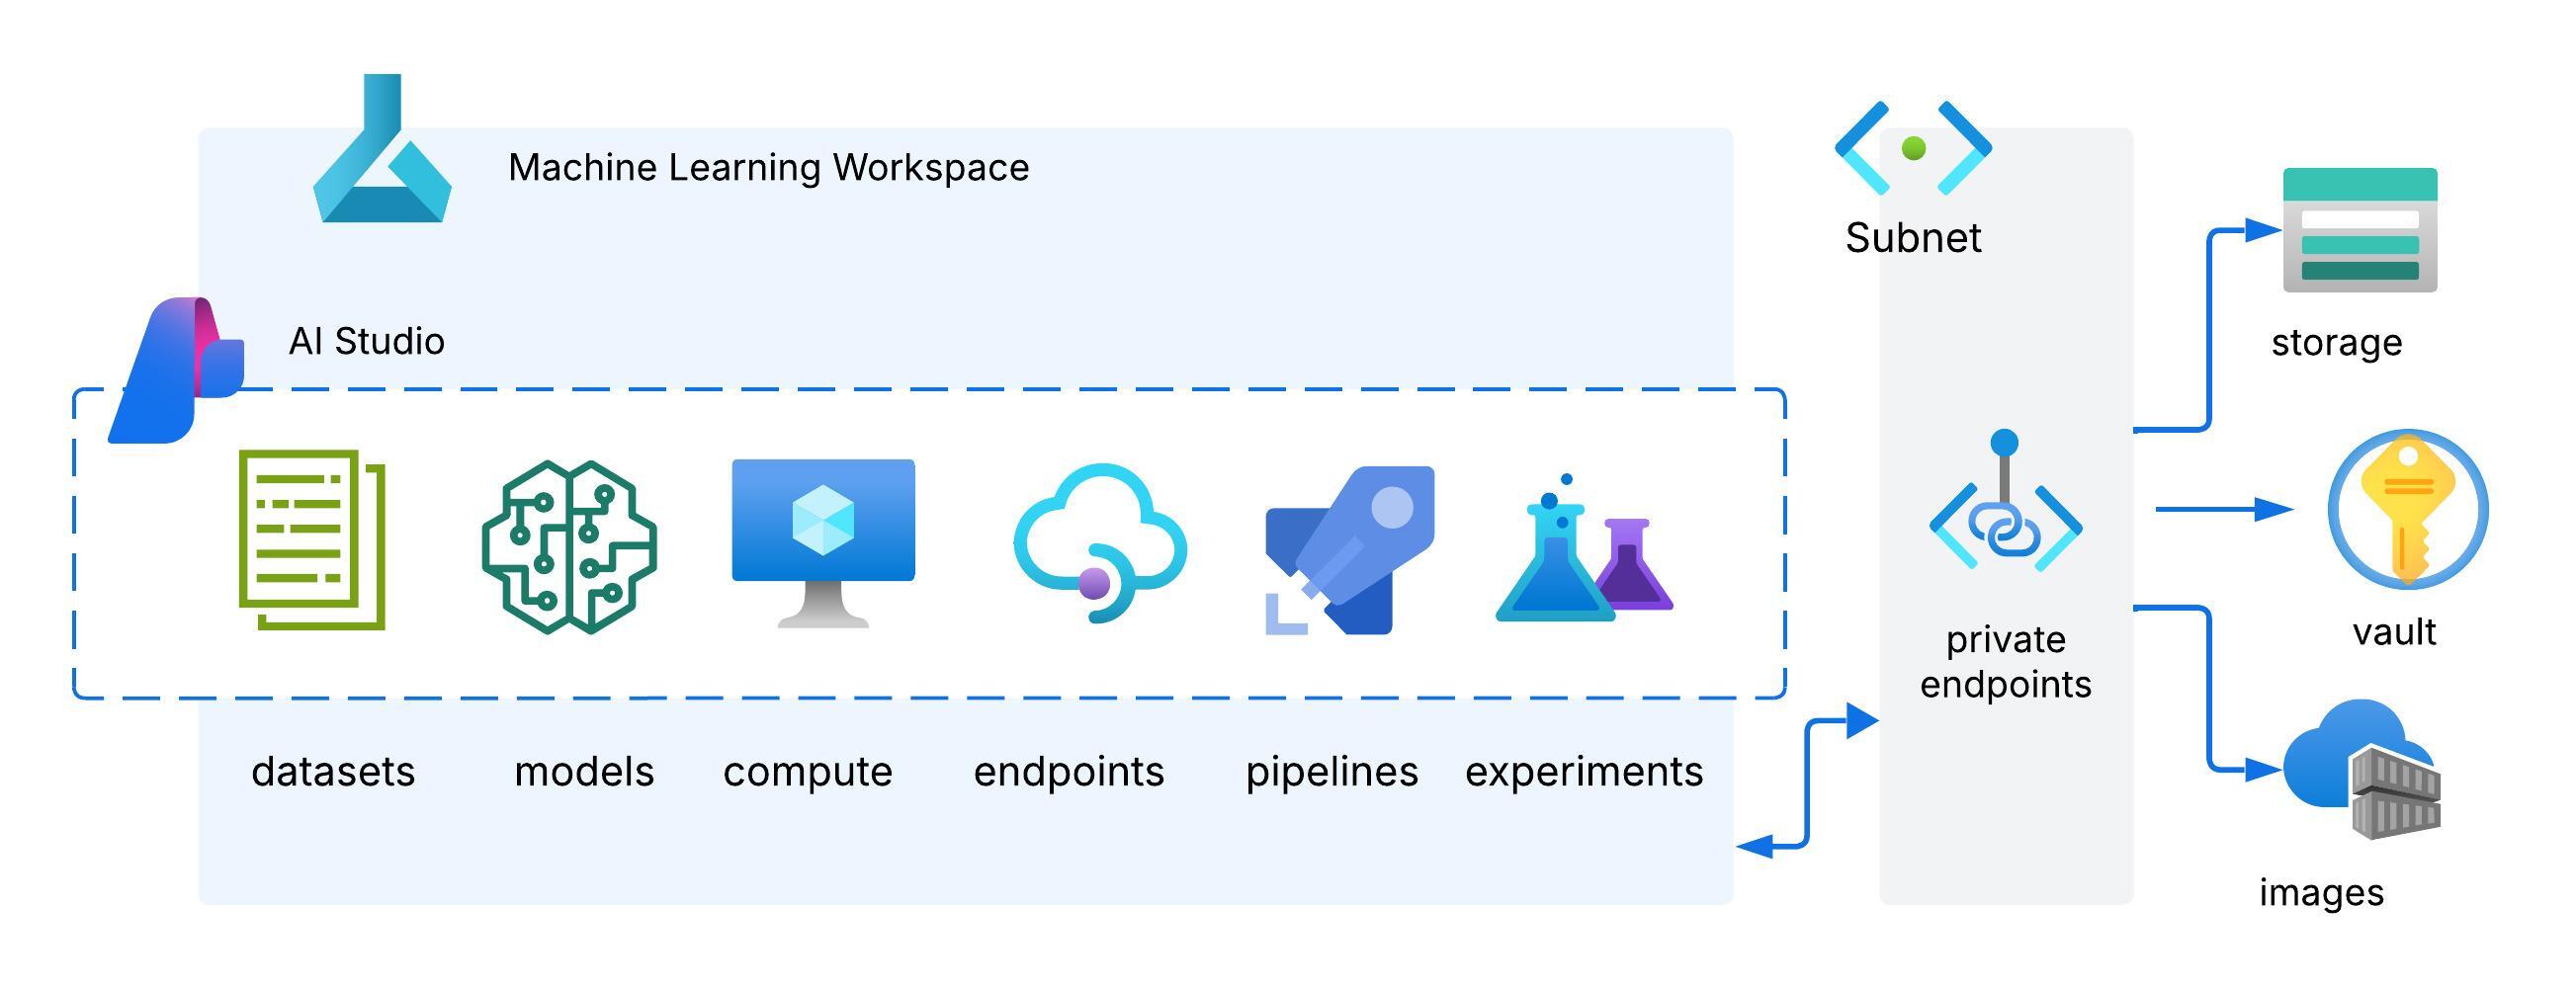 Machine Learning Workspace
AI Studio
datasets
models
compute
endpoints
pipelines
experiments
Subnet
private
endpoints
storage
vault
images